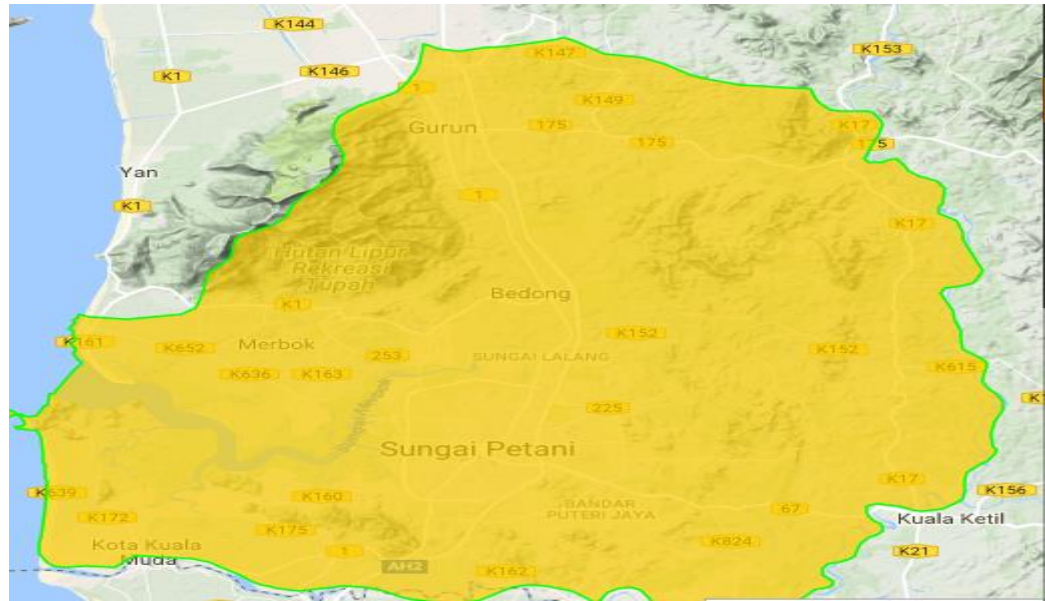 K144
K147
K153
K1
K146
1
K149
Gurun
175
K17
175
175
Yan
1
K1
K17
Hutan Lipur
Rekreasi
Tupah
Bedong
K1
K161
K652
Merbok
253
K152
K152
SUNGAI LALANG
K636
K163
K615
225
Sungai Petani
K17
K639
K160
K156
K172
BANDAR
PUTERI JAYA
67
Kuala Ketil
K175
Kota Kuala
Muda
1
K824
K21
AH2
K162